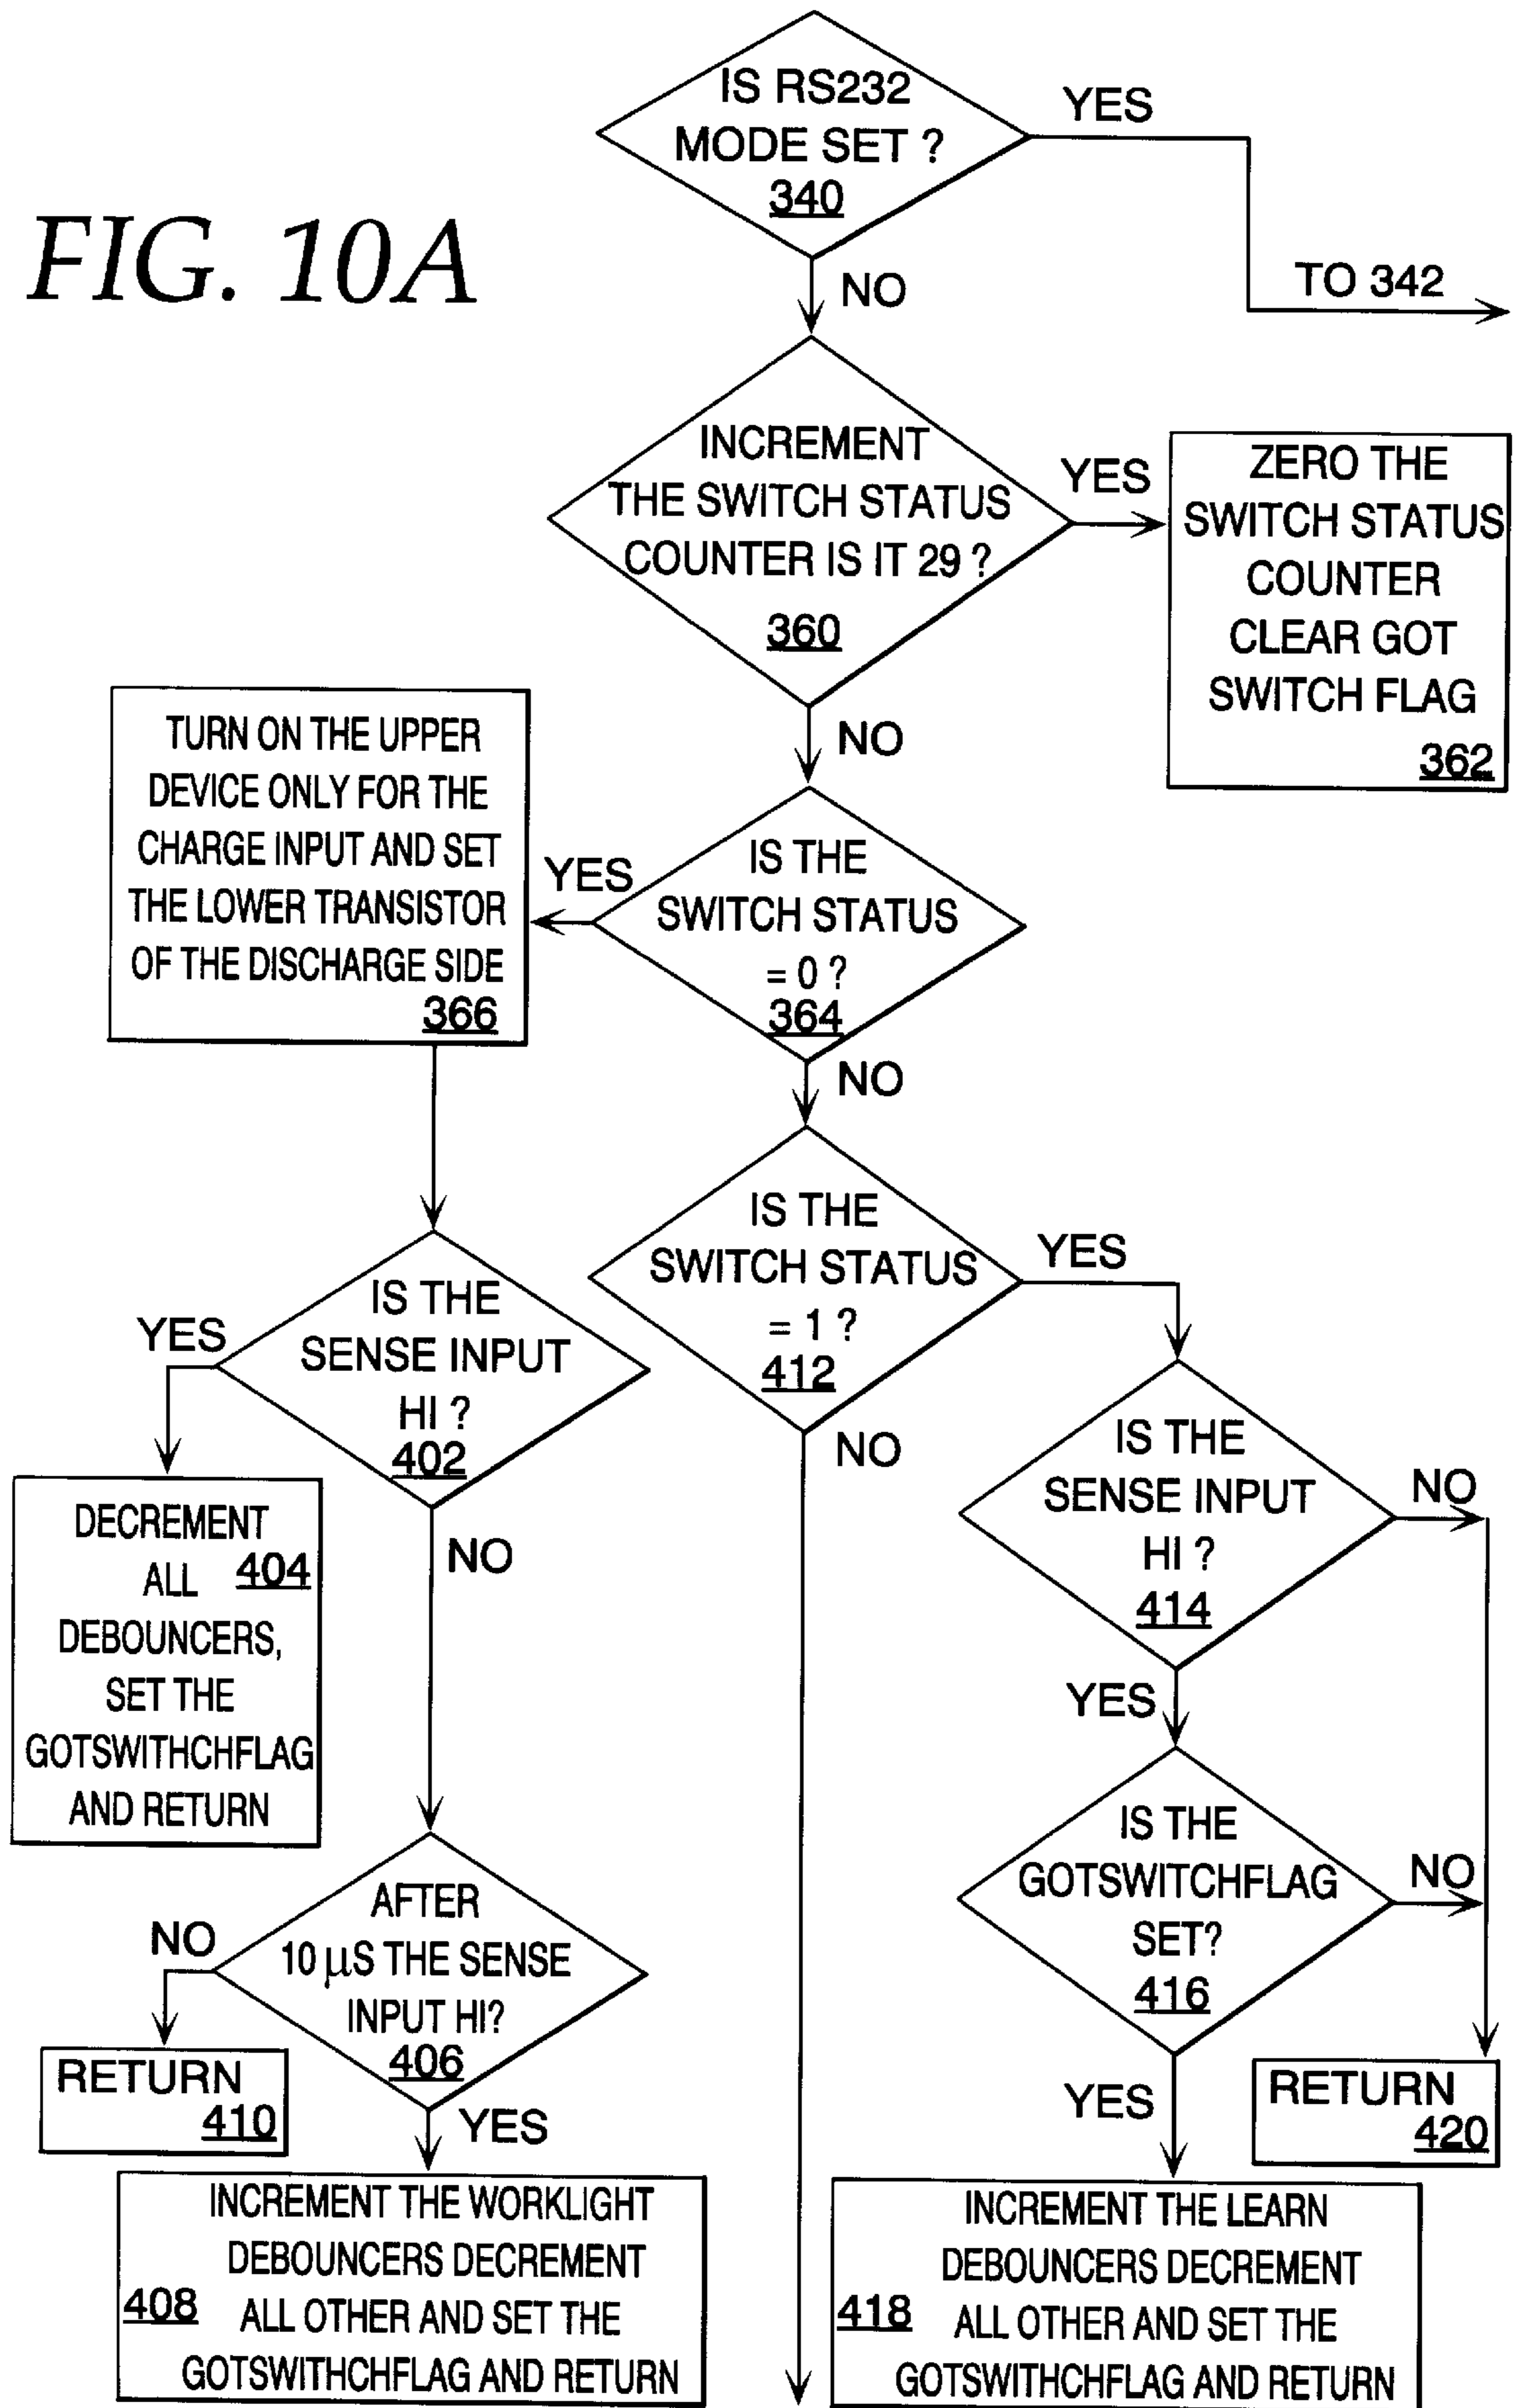 FIG. 10A
IS RS232
MODE SET ?
340
YES
TO 342
NO
INCREMENT
THE SWITCH STATUS
COUNTER IS IT 29 ?
360
YES
ZERO THE
SWITCH STATUS
COUNTER
CLEAR GOT
SWITCH FLAG
362
NO
IS THE
SWITCH STATUS
= 0 ?
364
YES
TURN ON THE UPPER
DEVICE ONLY FOR THE
CHARGE INPUT AND SET
THE LOWER TRANSISTOR
OF THE DISCHARGE SIDE
366
NO
IS THE
SWITCH STATUS
= 1 ?
412
YES
NO
IS THE
SENSE INPUT
HI ?
402
YES
DECREMENT
ALL 404
DEBOUNCERS,
SET THE
GOTSWITHCHFLAG
AND RETURN
NO
AFTER
10 µS THE SENSE
INPUT HI?
406
NO
RETURN
410
YES
INCREMENT THE WORKLIGHT
DEBOUNCERS DECREMENT
408 ALL OTHER AND SET THE
GOTSWITHCHFLAG AND RETURN
IS THE
SENSE INPUT
HI ?
414
NO
YES
IS THE
GOTSWITCHFLAG
SET?
416
NO
RETURN
420
YES
INCREMENT THE LEARN
DEBOUNCERS DECREMENT
418 ALL OTHER AND SET THE
GOTSWITHCHFLAG AND RETURN